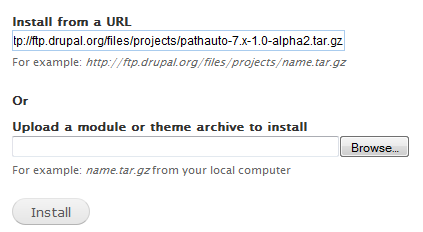 Install from a URL
tp://ftp.drupal.org/files/projects/pathauto-7.x-1.0-alpha2.tar.gz
For example: http://ftp.drupal.org/files/projects/name.tar.gz
Or
Upload a module or theme archive to install
Browse...
For example: name.tar.gz from your local computer
Install